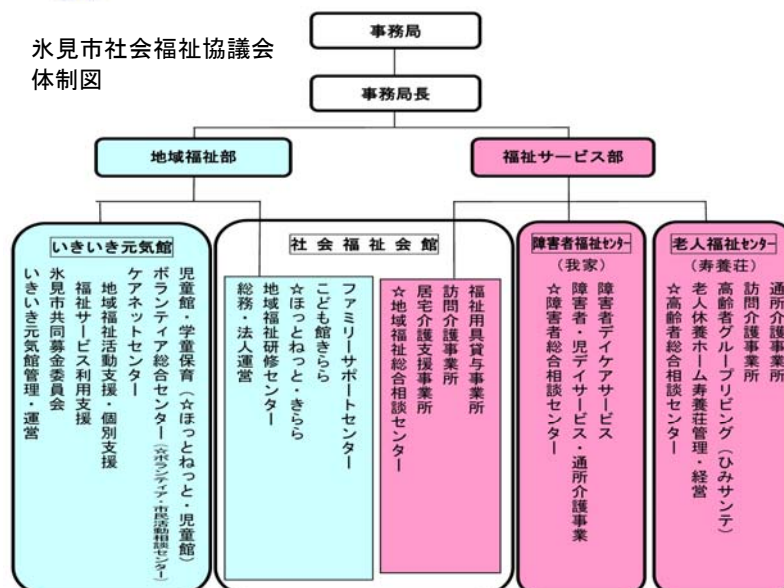 氷見市社会福祉協議会
体制図
事務局
事務局長
地域福祉部
福祉サービス部
いきいき元気館
児童館・学童保育(☆ほっとねっと・児童館)
ボランティア総合センター(☆ボランティア・市民活動相談センター)
ケアネットセンター
地域福祉活動支援・個別支援
福祉サービス利用支援
氷見市共同募金委員会
いきいき元気館管理・運営
社会福祉会館
ファミリーサポートセンター
こども館きらら
☆ほっとねっと・きらら
地域福祉研修センター
総務・法人運営
福祉用具貸与事業所
訪問介護事業所
居宅介護支援事業所
☆地域福祉総合相談センター
障害者福祉センター
(我家)
障害者デイケアサービス
障害者・児デイサービス・通所介護事業
☆障害者総合相談センター
老人福祉センター
(寿養荘)
通所介護事業所
訪問介護事業所
高齢者グループリビング(ひみサンテ)
老人休養ホーム寿養荘管理・経営
☆高齢者総合相談センター